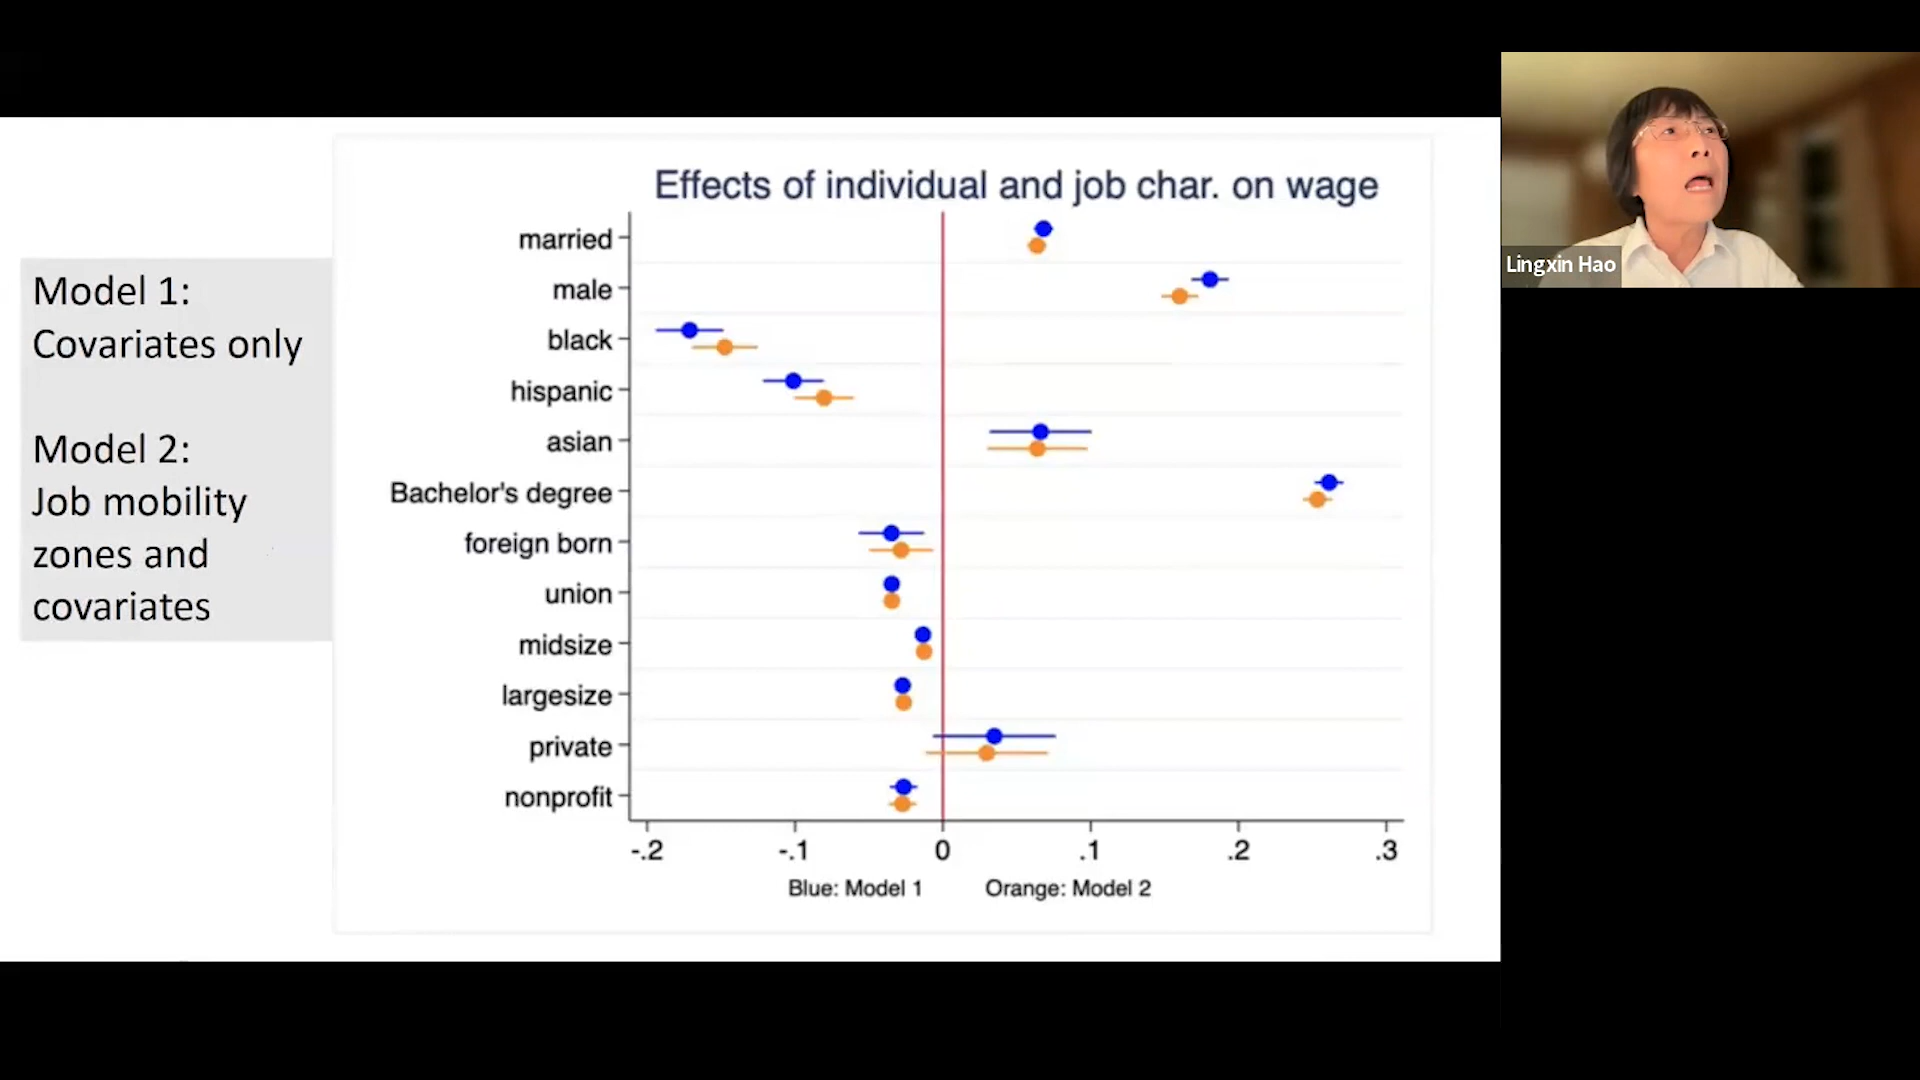 Effects of individual and job char. on wage
Model 1:
Covariates only
Model 2:
Job mobility
zones and
covariates
married
male
black
hispanic
asian
Bachelor's degree
foreign born
union
midsize
largesize
private
nonprofit
-.2 -.1 0 .1 .2 .3
Blue: Model 1 Orange: Model 2
Lingxin Hao